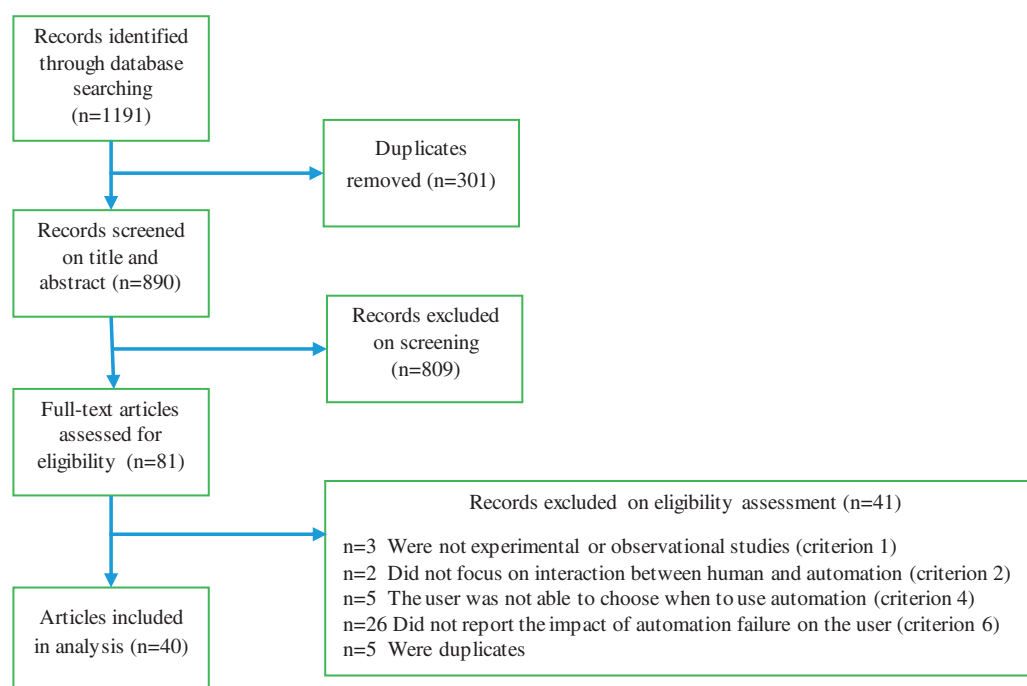 Records identified
through database
searching
(n=1191)
Duplicates
removed (n=301)
Records screened
on title and
abstract (n=890)
Records excluded
on screening
(n=809)
Full-text articles
assessed for
eligibility (n=81)
Records excluded on eligibility assessment (n=41)
n=3 Were not experimental or observational studies (criterion 1)
n=2 Did not focus on interaction between human and automation (criterion 2)
n=5 The user was not able to choose when to use automation (criterion 4)
n=26 Did not report the impact of automation failure on the user (criterion 6)
n=5 Were duplicates
Articles included
in analysis (n=40)